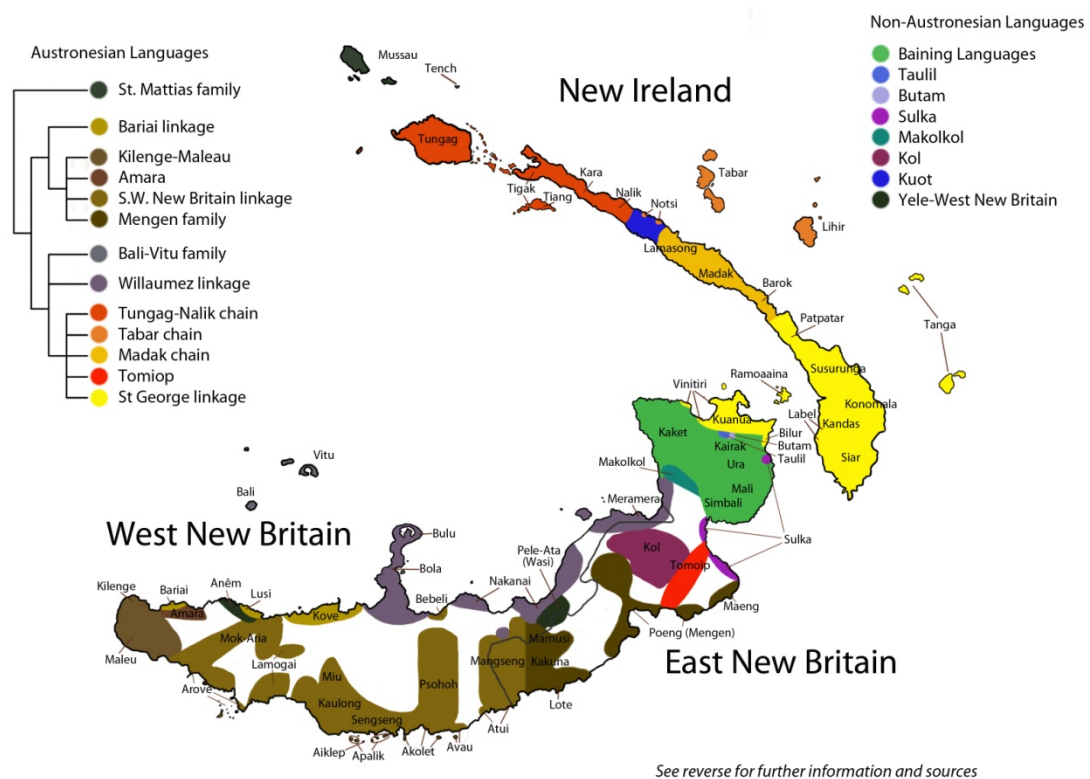 Austronesian Languages
St. Mattias family
Bariai linkage
Kilenge-Maleau
Amara
S.W. New Britain linkage
Mengen family
Bali-Vitu family
Willaumez linkage
Tungag-Nalik chain
Tabar chain
Madak chain
Tomiop
St George linkage
Non-Austronesian Languages
Baining Languages
Taulil
Butam
Sulka
Makolkol
Kol
Kuot
Yele-West New Britain
New Ireland
Mussau
Tench
Tungag
Tigak
Tiang
Kara
Nalik
Notsi
Tabar
Lihir
Lamasong
Madak
Barok
Patpatar
Tanga
Susurunga
Konomala
Label
Kandas
Siar
Ramoaaina
Vinitiri
Kuanua
Kaket
Kairak
Bilur
Butam
Taulil
Ura
Makolkol
Mali
Simbali
Meramera
Sulka
Kol
Tomoip
Maeng
Poeng (Mengen)
East New Britain
West New Britain
Vitu
Bali
Bulu
Bola
Pele-Ata
(Wasi)
Nakanai
Bebeli
Kilenge
Bariai
Anêm
Lusi
Amara
Kove
Maleu
Mok-Aria
Lamogai
Arove
Miu
Kaulong
Sengseng
Psohoh
Mangseng
Mamusi
Kakuna
Lote
Atui
Avau
Akolet
Apalik
Aiklep
See reverse for further information and sources